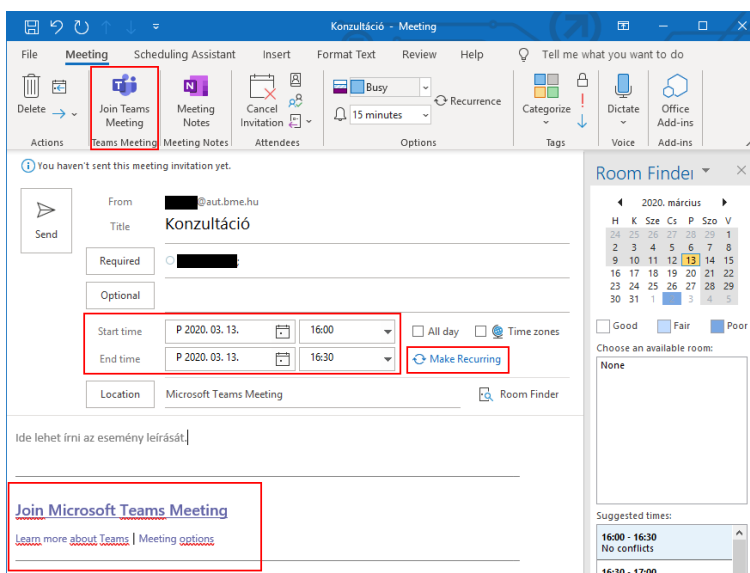 Konzultáció - Meeting
File Meeting Scheduling Assistant Insert Format Text Review Help Tell me what you want to do
Delete
Join Teams Meeting
Meeting Notes
Cancel Invitation
Busy
15 minutes
Recurrence
Categorize
Dictate
Office Add-ins
Actions Teams Meeting Meeting Notes Attendees Options Tags Voice Add-ins
You haven't sent this meeting invitation yet.
Send
From @aut.bme.hu
Title Konzultáció
Required ;
Optional
Start time P 2020. 03. 13. 16:00 All day Time zones
End time P 2020. 03. 13. 16:30 Make Recurring
Location Microsoft Teams Meeting Room Finder
Ide lehet írni az esemény leírását.
Join Microsoft Teams Meeting
Learn more about Teams | Meeting options
Room Finder
2020. március
H K Sze Cs P Szo V
24 25 26 27 28 29 1
2 3 4 5 6 7 8
9 10 11 12 13 14 15
16 17 18 19 20 21 22
23 24 25 26 27 28 29
30 31 1 3 4 5
Good Fair Poor
Choose an available room:
None
Suggested times:
16:00 - 16:30
No conflicts
16:30 - 17:00